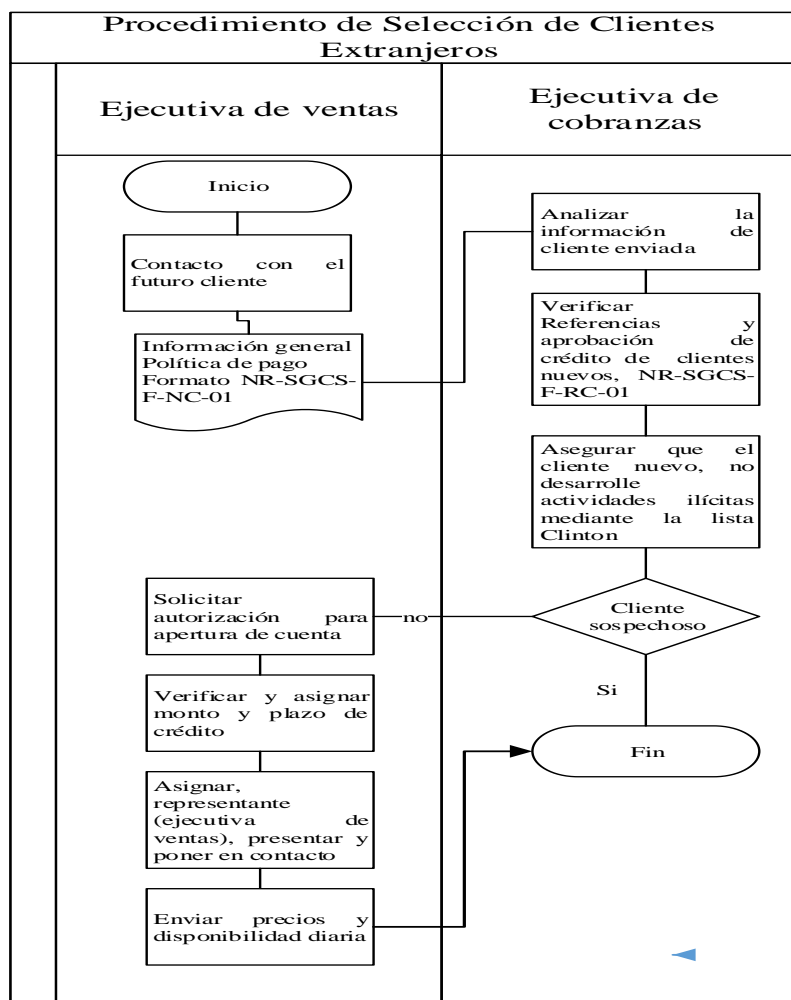 Procedimiento de Selección de Clientes
Extranjeros
Ejecutiva de ventas
Ejecutiva de
cobranzas
Inicio
Contacto con el
futuro cliente
Información general
Política de pago
Formato NR-SGCS-
F-NC-01
Analizar la
información de
cliente enviada
Verificar
Referencias y
aprobación de
crédito de clientes
nuevos, NR-SGCS-
F-RC-01
Asegurar que el
cliente nuevo, no
desarrolle
actividades ilícitas
mediante la lista
Clinton
Cliente
sospechoso
no
Si
Solicitar
autorización para
apertura de cuenta
Verificar y asignar
monto y plazo de
crédito
Asignar,
representante
(ejecutiva de
ventas), presentar y
poner en contacto
Enviar precios y
disponibilidad diaria
Fin